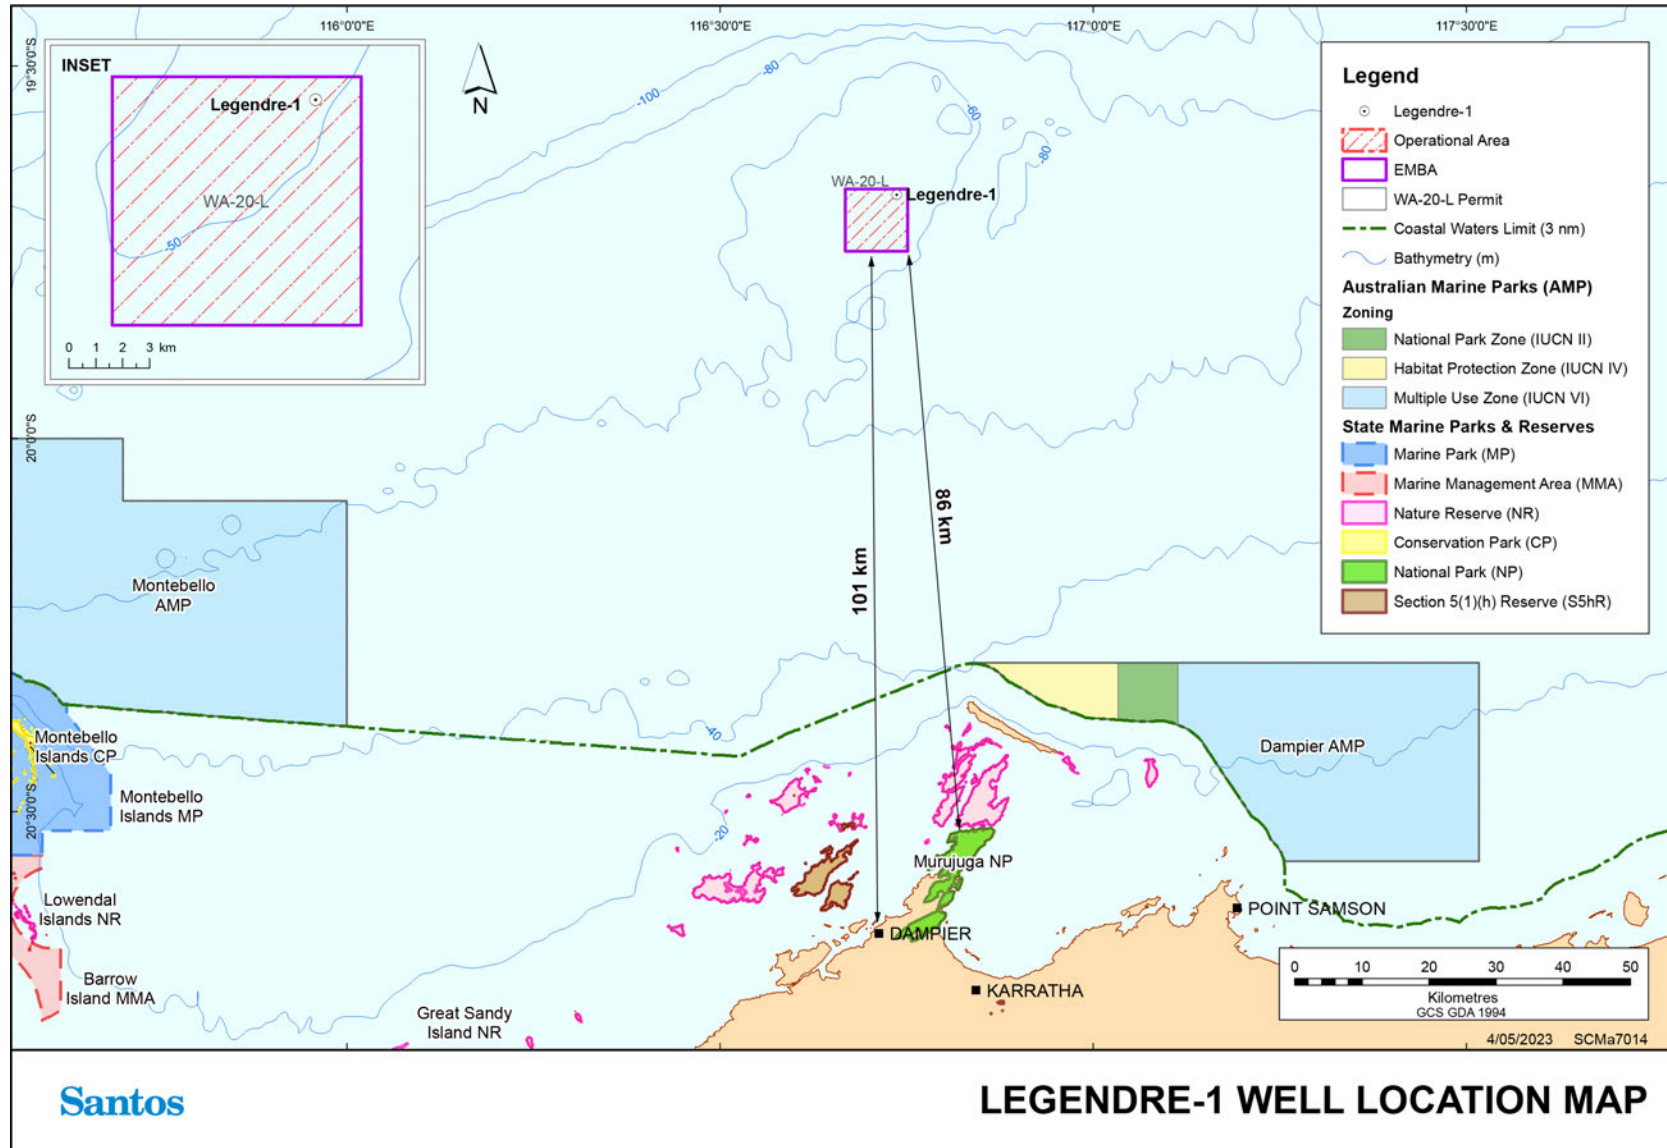 116°0'0"E
116°30'0"E
117°0'0"E
117°30'0"E
19°30'0"S
20°0'0"S
20°30'0"S
INSET
Legendre-1
WA-20-L
-50
0 1 2 3 km
N
-100
-80
-60
-80
WA-20-L
Legendre-1
101 km
86 km
Montebello
AMP
Montebello
Islands CP
Montebello
Islands MP
Lowendal
Islands NR
Barrow
Island MMA
Great Sandy
Island NR
-40
-20
Murujuga NP
DAMPIER
KARRATHA
POINT SAMSON
Dampier AMP
Legend
Legendre-1
Operational Area
EMBA
WA-20-L Permit
Coastal Waters Limit (3 nm)
Bathymetry (m)
Australian Marine Parks (AMP)
Zoning
National Park Zone (IUCN II)
Habitat Protection Zone (IUCN IV)
Multiple Use Zone (IUCN VI)
State Marine Parks & Reserves
Marine Park (MP)
Marine Management Area (MMA)
Nature Reserve (NR)
Conservation Park (CP)
National Park (NP)
Section 5(1)(h) Reserve (S5hR)
0 10 20 30 40 50
Kilometres
GCS GDA 1994
4/05/2023 SCMa7014
Santos
LEGENDRE-1 WELL LOCATION MAP